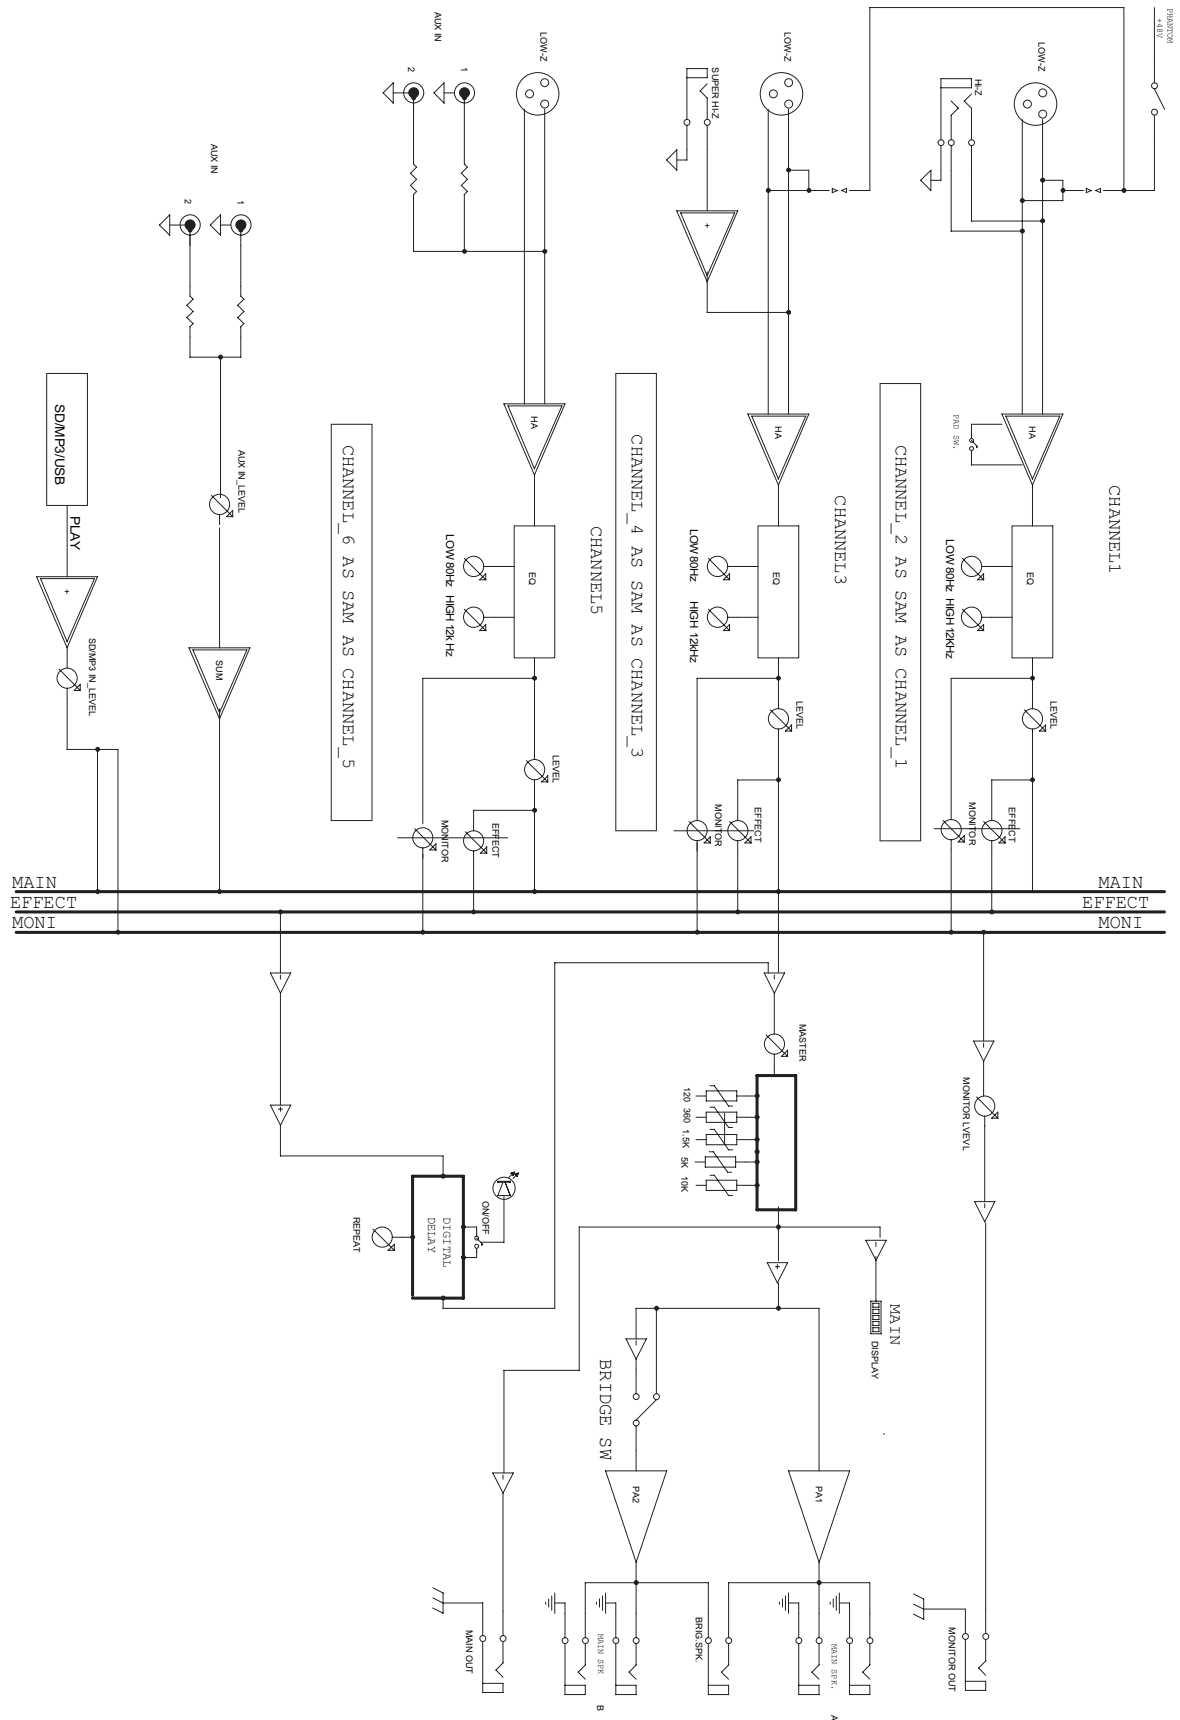 PHANTOM
+48V
LOW-Z
HI-Z
HA
PAD SW.
CHANNEL1
EQ
LOW 80Hz
HIGH 12KHz
LEVEL
EFFECT
MONITOR
CHANNEL_2 AS SAM AS CHANNEL_1
LOW-Z
SUPER HI-Z
+
HA
CHANNEL3
EQ
LOW 80Hz
HIGH 12kHz
LEVEL
EFFECT
MONITOR
CHANNEL_4 AS SAM AS CHANNEL_3
LOW-Z
AUX IN
1
2
HA
CHANNEL5
EQ
LOW 80Hz
HIGH 12k Hz
LEVEL
EFFECT
MONITOR
CHANNEL_6 AS SAM AS CHANNEL_5
AUX IN
1
2
AUX IN_LEVEL
SUM
SD/MP3/USB
PLAY
+
SD/MP3 IN_LEVEL
MAIN
MAIN
EFFECT
EFFECT
MONI
MONI
-
MONITOR LVEVL
-
MONITOR OUT
-
MASTER
120
360
1.5K
5K
10K
-
MAIN
DISPLAY
+
-
BRIDGE SW
PA1
PA2
MAIN SPK.
A
BRIG.SPK.
MAIN SPK
B
-
MAIN OUT
-
+
DIGITAL
DELAY
ON/OFF
REPEAT